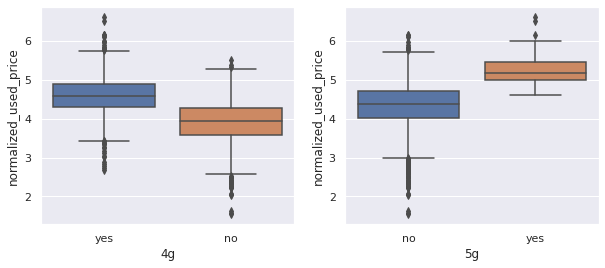 normalized_used_price
6
5
4
3
2
yes no
4g
normalized_used_price
6
5
4
3
2
no yes
5g